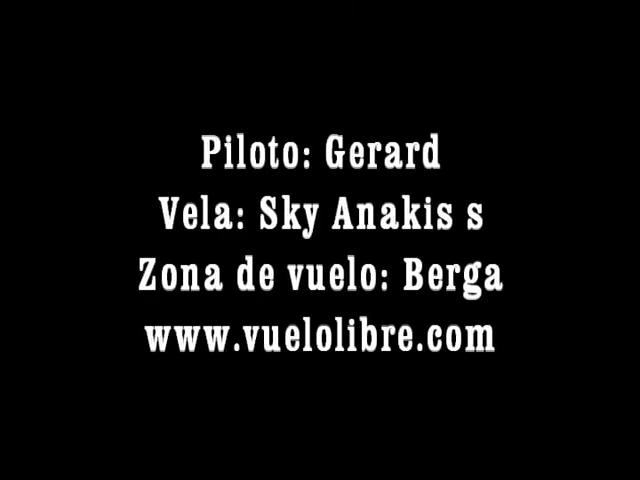 Piloto: Gerard
Vela: Sky Anakis s
Zona de vuelo: Berga
www.vuelolibre.com